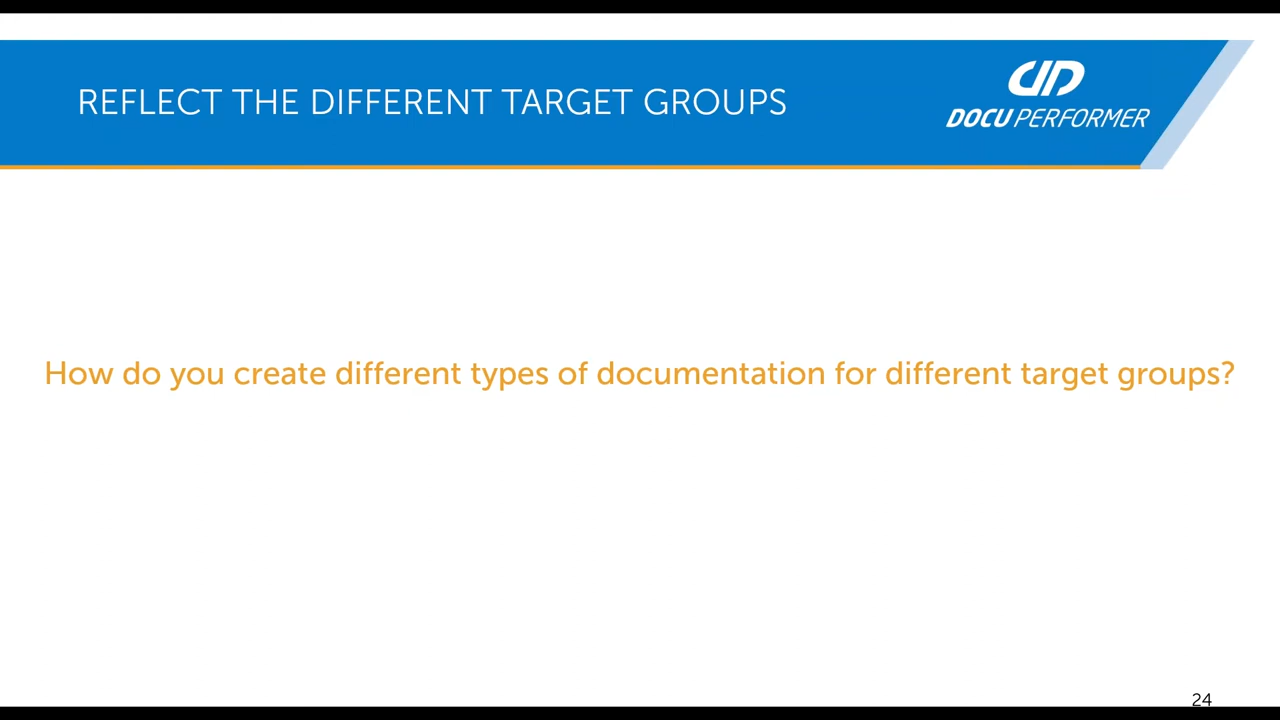 REFLECT THE DIFFERENT TARGET GROUPS
DOCU PERFORMER
How do you create different types of documentation for different target groups?
24